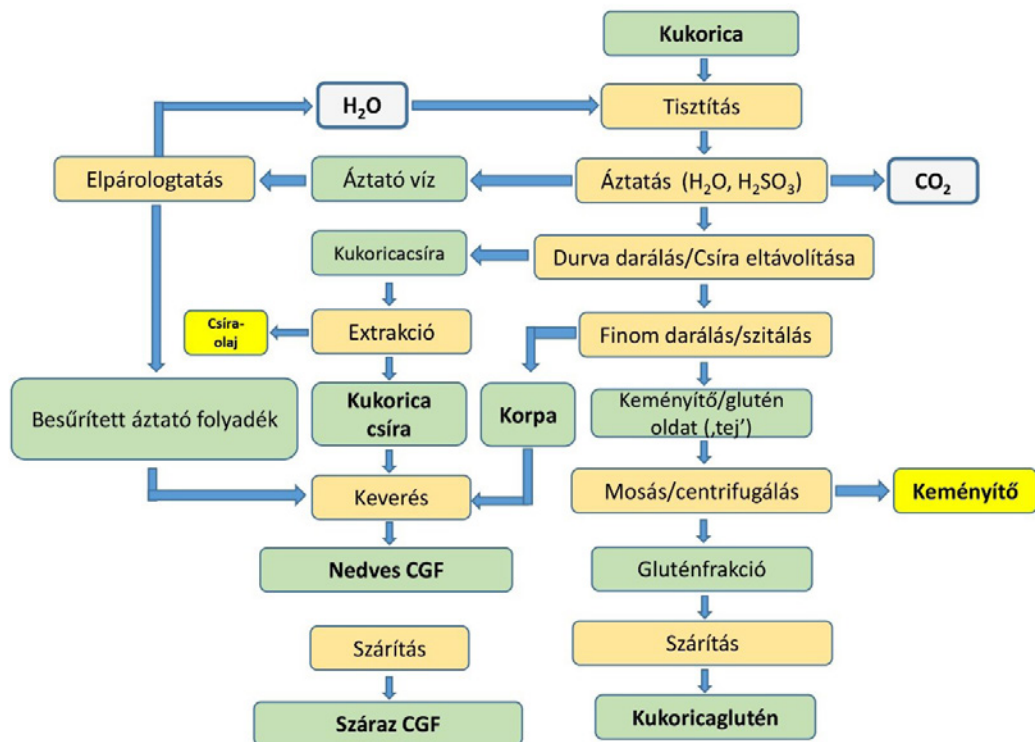 Kukorica
H₂O
Tisztítás
Elpárologtatás
Áztató víz
Áztatás (H₂O, H₂SO₃)
CO₂
Kukoricacsíra
Durva darálás/Csíra eltávolítása
Csíra-
olaj
Extrakció
Finom darálás/szitálás
Besűrített áztató folyadék
Kukorica
csíra
Korpa
Keményítő/glutén
oldat (‚tej’)
Keverés
Mosás/centrifugálás
Keményítő
Nedves CGF
Gluténfrakció
Szárítás
Szárítás
Száraz CGF
Kukoricaglutén